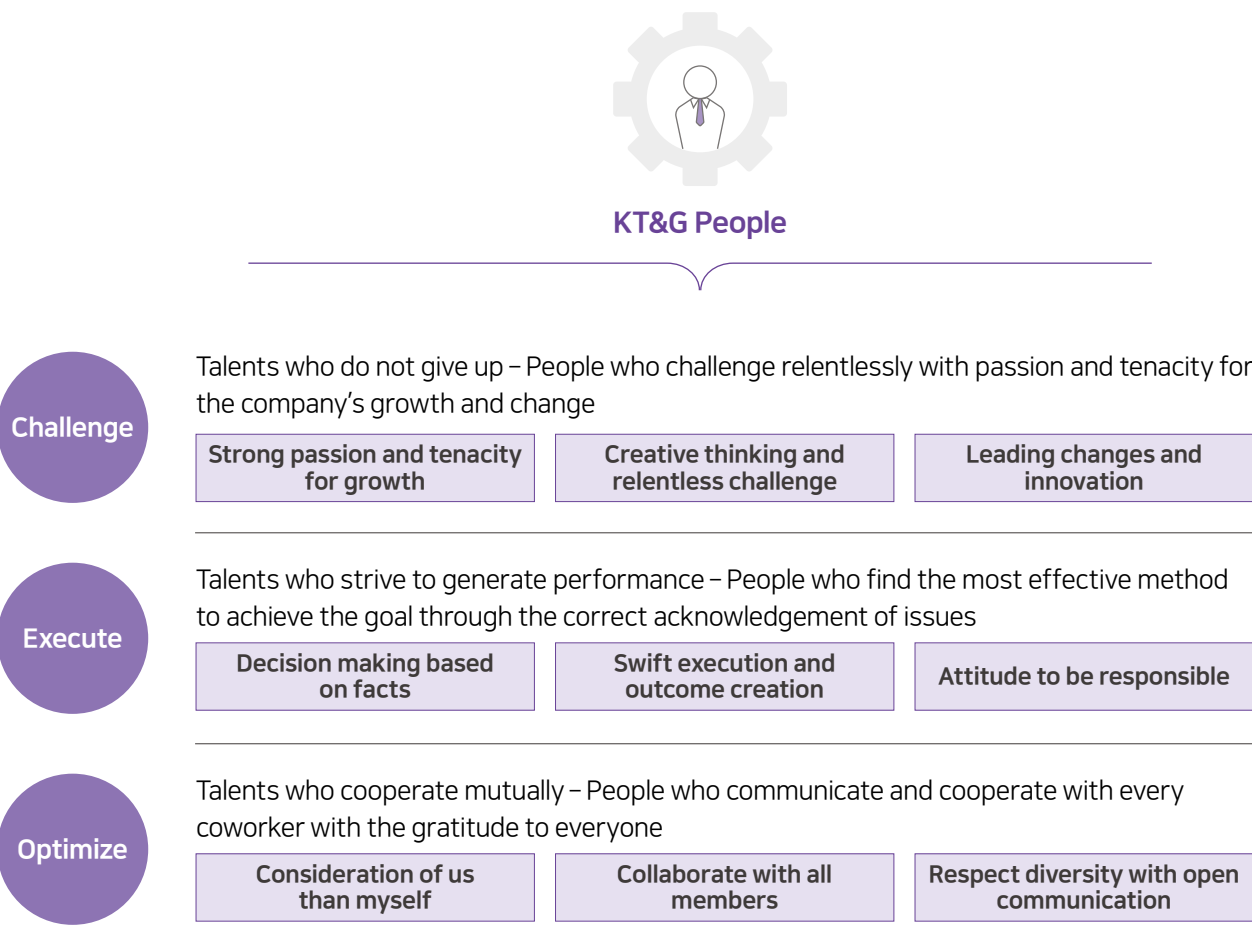 KT&G People
Challenge
Talents who do not give up – People who challenge relentlessly with passion and tenacity for
the company's growth and change
Strong passion and tenacity
for growth
Creative thinking and
relentless challenge
Leading changes and
innovation
Execute
Talents who strive to generate performance – People who find the most effective method
to achieve the goal through the correct acknowledgement of issues
Decision making based
on facts
Swift execution and
outcome creation
Attitude to be responsible
Optimize
Talents who cooperate mutually – People who communicate and cooperate with every
coworker with the gratitude to everyone
Consideration of us
than myself
Collaborate with all
members
Respect diversity with open
communication